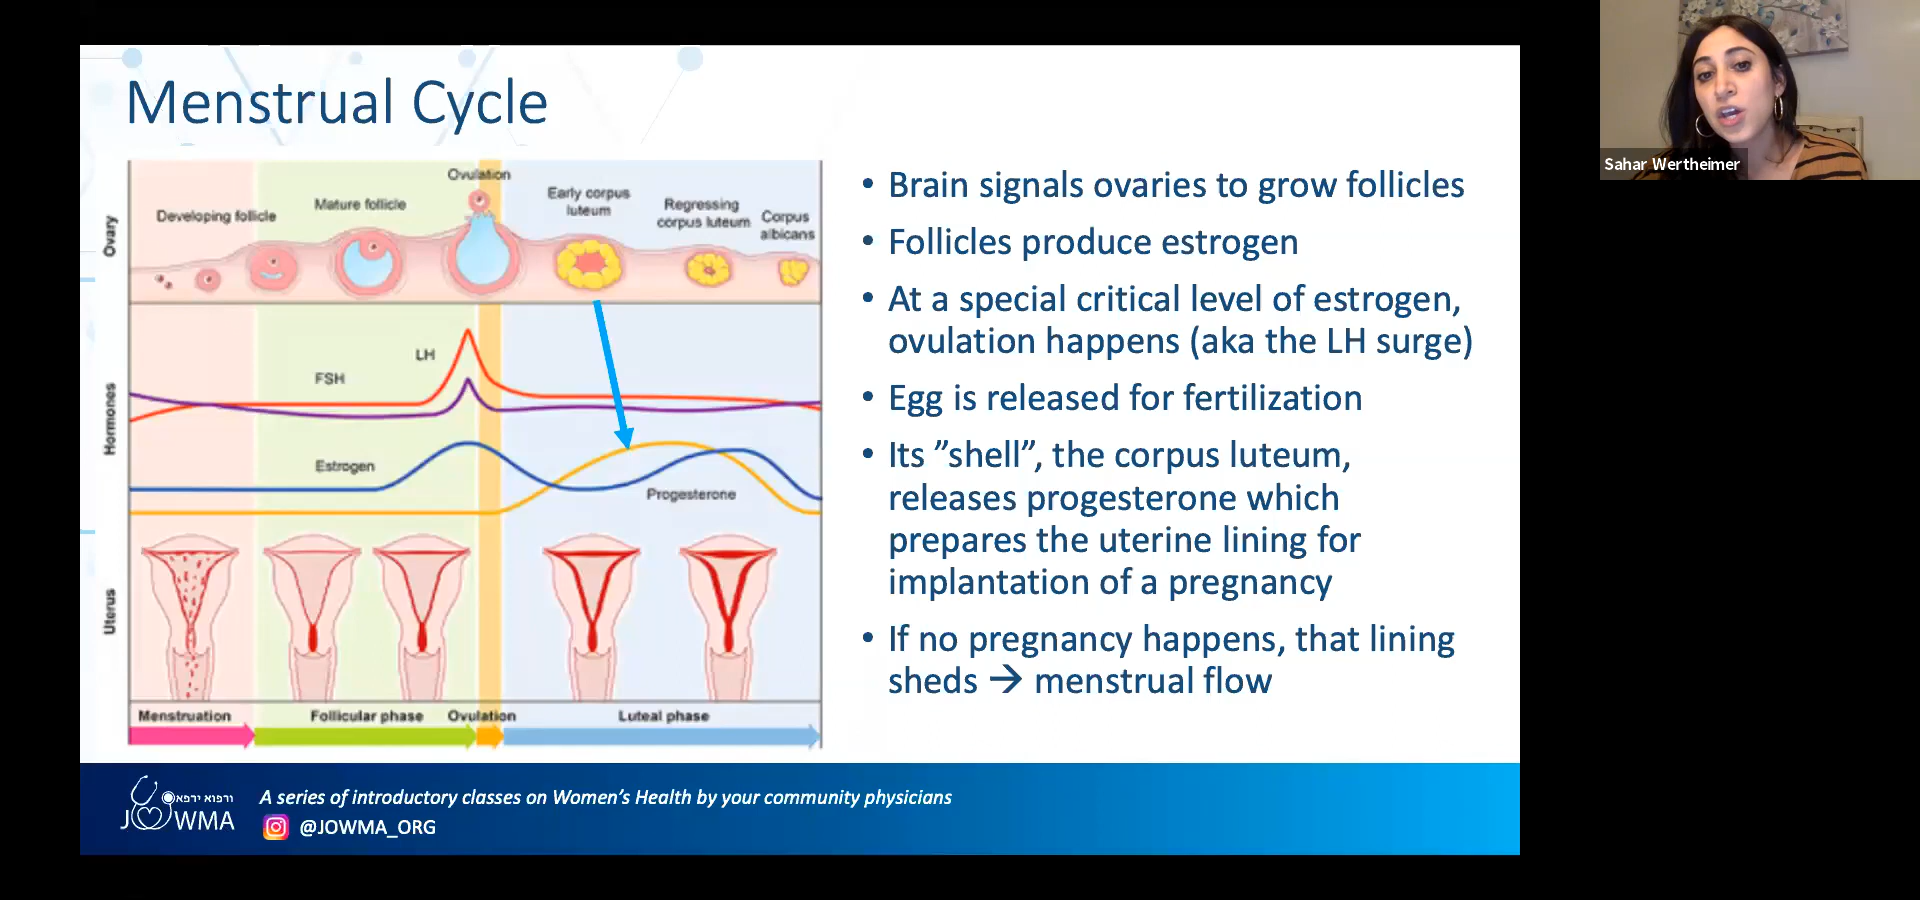 Menstrual Cycle
Ovary
Developing follicle
Mature follicle
Ovulation
Early corpus
luteum
Regressing
corpus luteum
Corpus
albicans
Hormones
LH
FSH
Estrogen
Progesterone
Uterus
Menstruation
Follicular phase
Ovulation
Luteal phase
• Brain signals ovaries to grow follicles
• Follicles produce estrogen
• At a special critical level of estrogen,
ovulation happens (aka the LH surge)
• Egg is released for fertilization
• Its ”shell”, the corpus luteum,
releases progesterone which
prepares the uterine lining for
implantation of a pregnancy
• If no pregnancy happens, that lining
sheds → menstrual flow
ורפוא ירפא
JOWMA
A series of introductory classes on Women’s Health by your community physicians
@JOWMA_ORG
Sahar Wertheimer